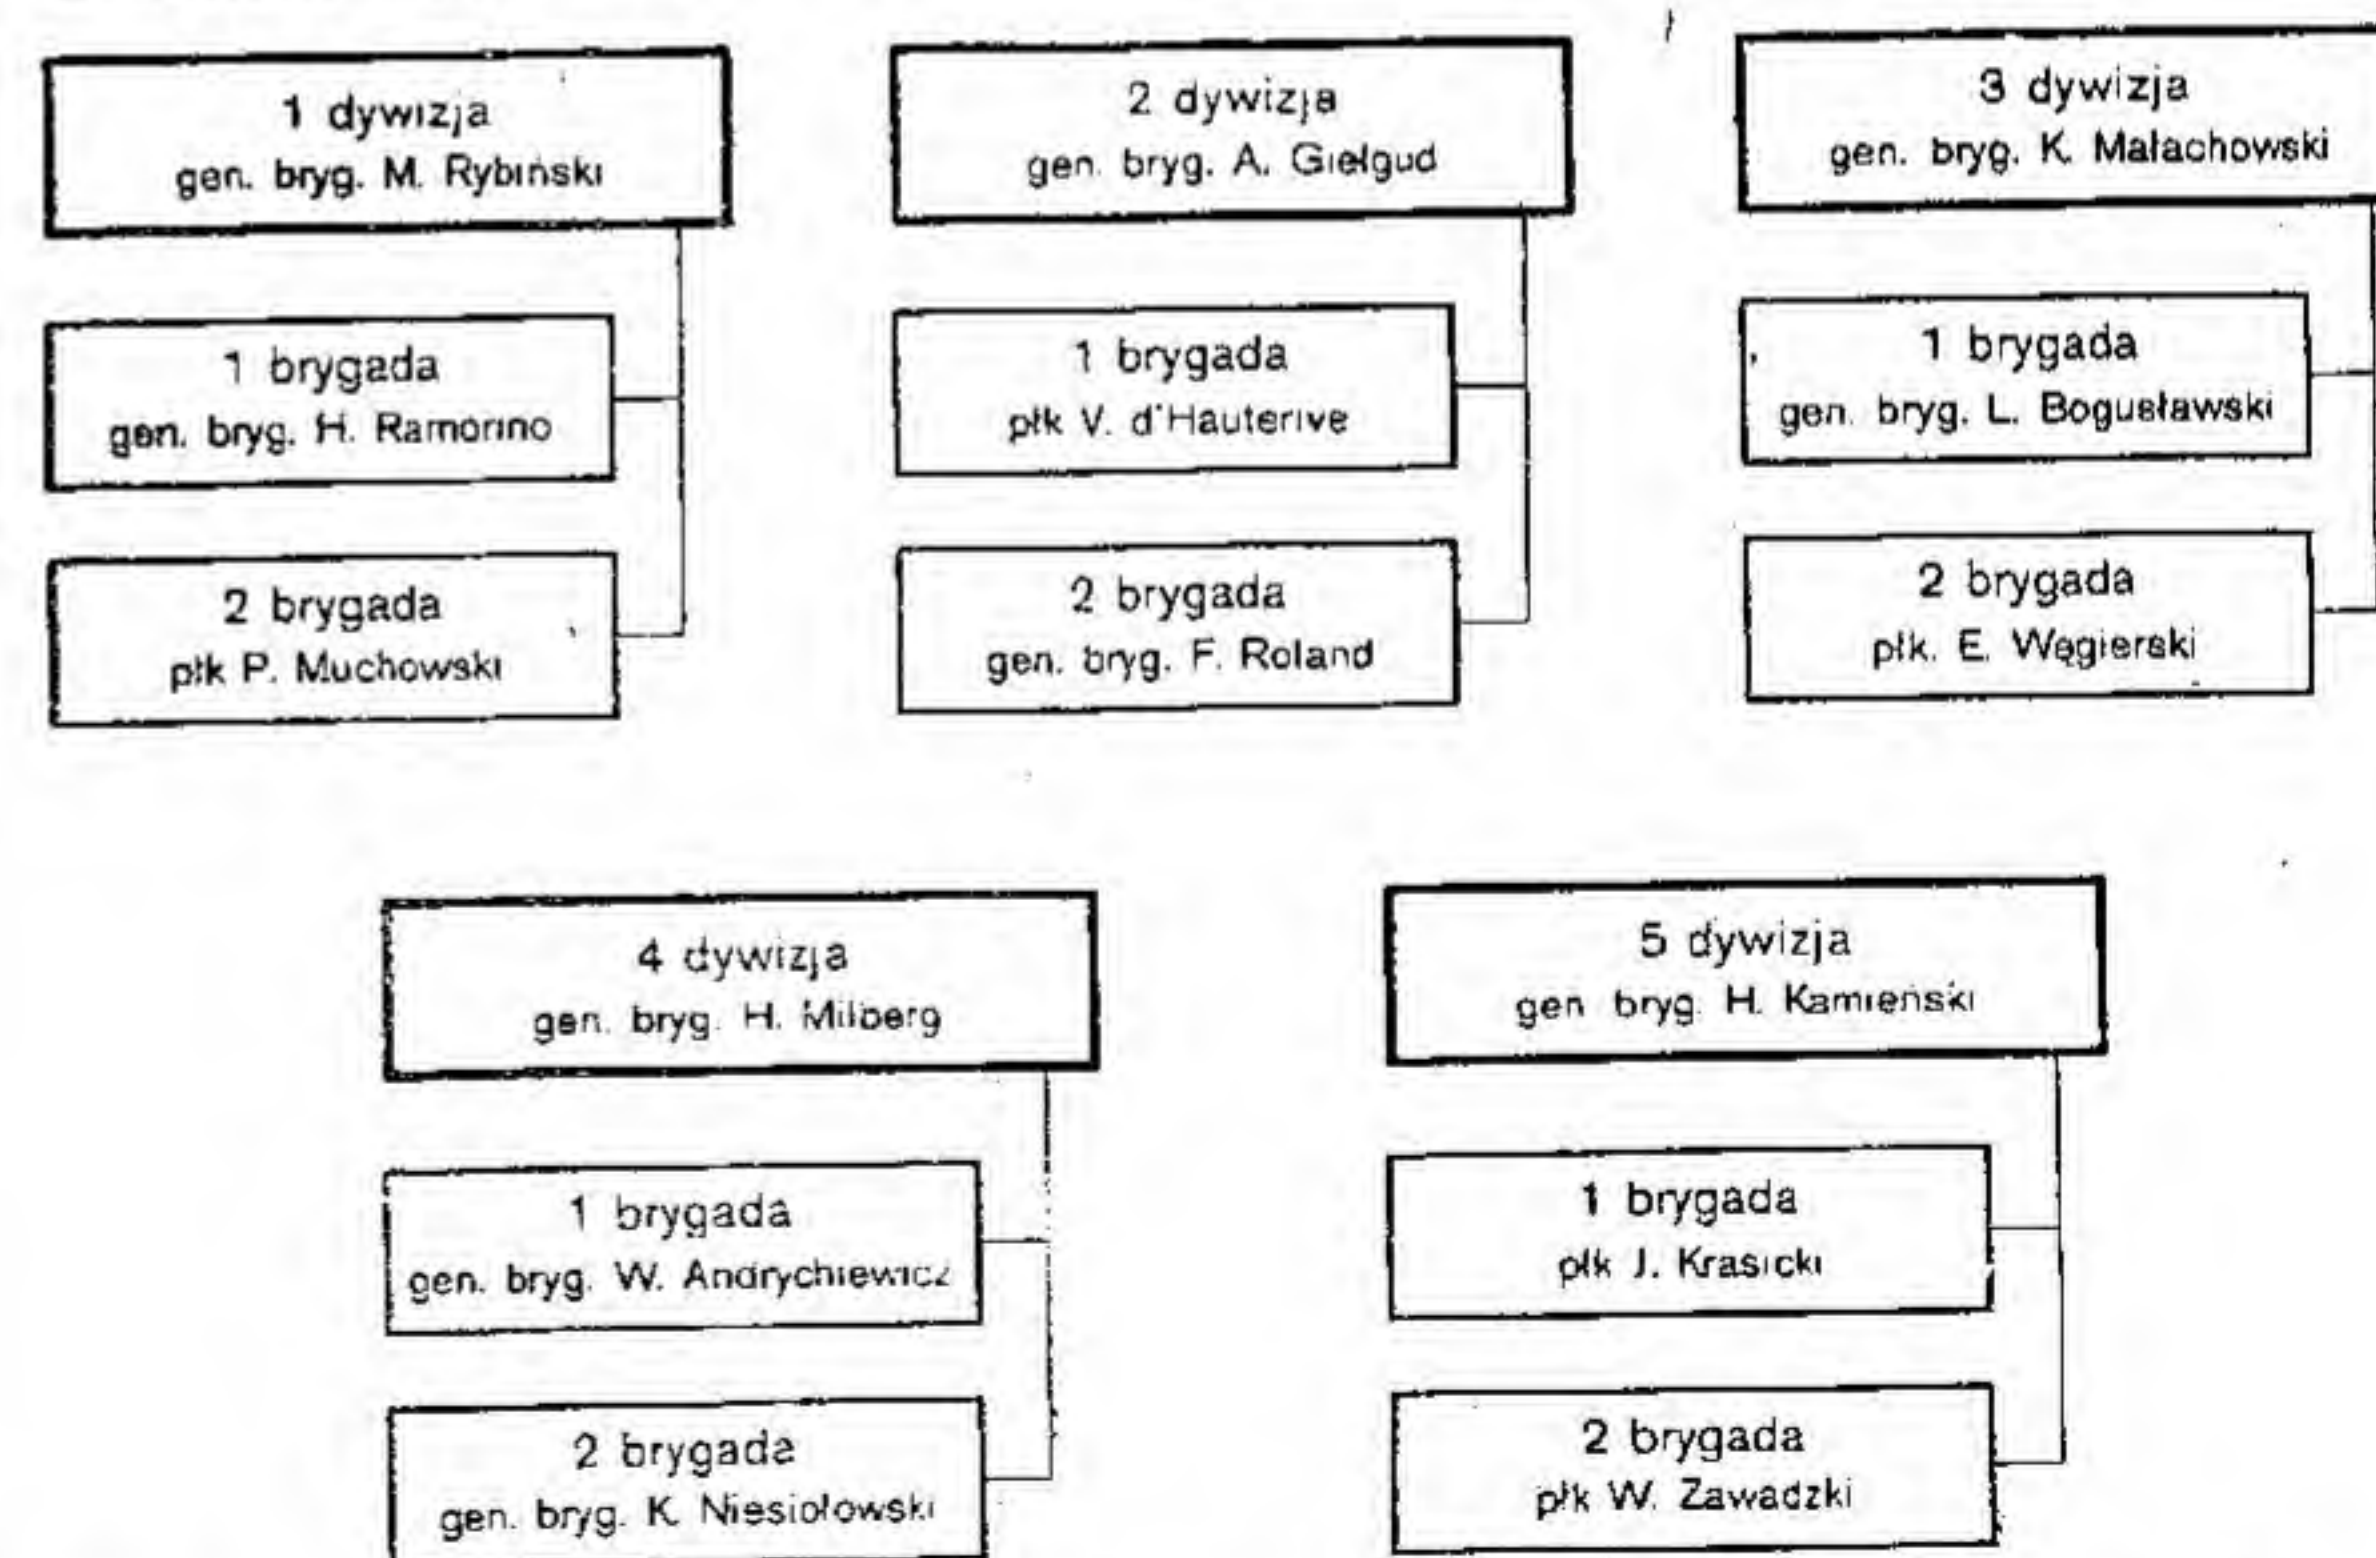 1 dywizja
gen. bryg. M. Rybiński
1 brygada
gen. bryg. H. Ramorino
2 brygada
płk P. Muchowski
2 dywizja
gen. bryg. A. Giełgud
1 brygada
płk V. d'Hauterive
2 brygada
gen. bryg. F. Roland
3 dywizja
gen. bryg. K. Małachowski
1 brygada
gen. bryg. L. Bogusławski
2 brygada
płk. E. Węgierski
4 dywizja
gen. bryg. H. Milberg
1 brygada
gen. bryg. W. Andrychiewicz
2 brygada
gen. bryg. K. Niesiołowski
5 dywizja
gen bryg. H. Kamieński
1 brygada
płk J. Krasicki
2 brygada
płk W. Zawadzki